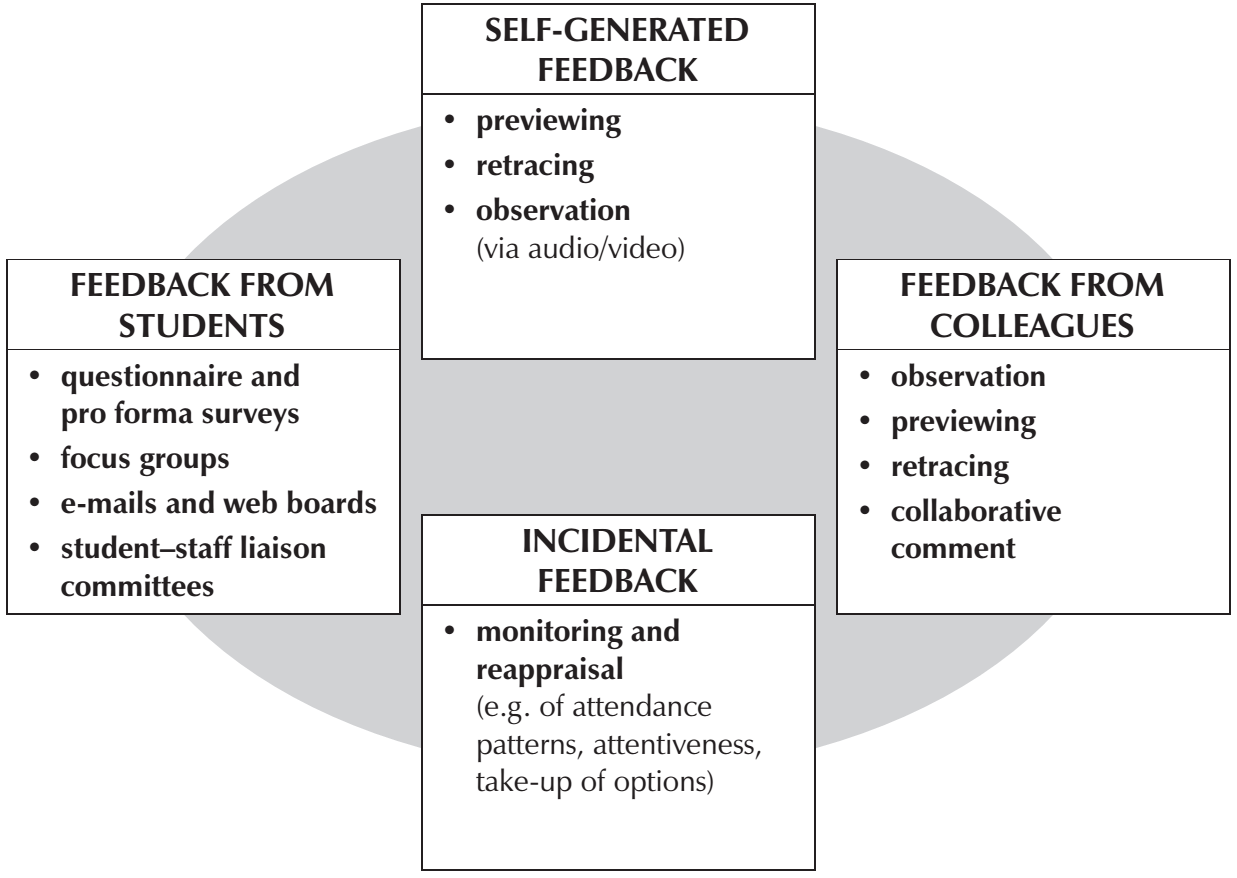 SELF-GENERATED
FEEDBACK
• previewing
• retracing
• observation
(via audio/video)
FEEDBACK FROM
STUDENTS
• questionnaire and
pro forma surveys
• focus groups
• e-mails and web boards
• student–staff liaison
committees
FEEDBACK FROM
COLLEAGUES
• observation
• previewing
• retracing
• collaborative
comment
INCIDENTAL
FEEDBACK
• monitoring and
reappraisal
(e.g. of attendance
patterns, attentiveness,
take-up of options)